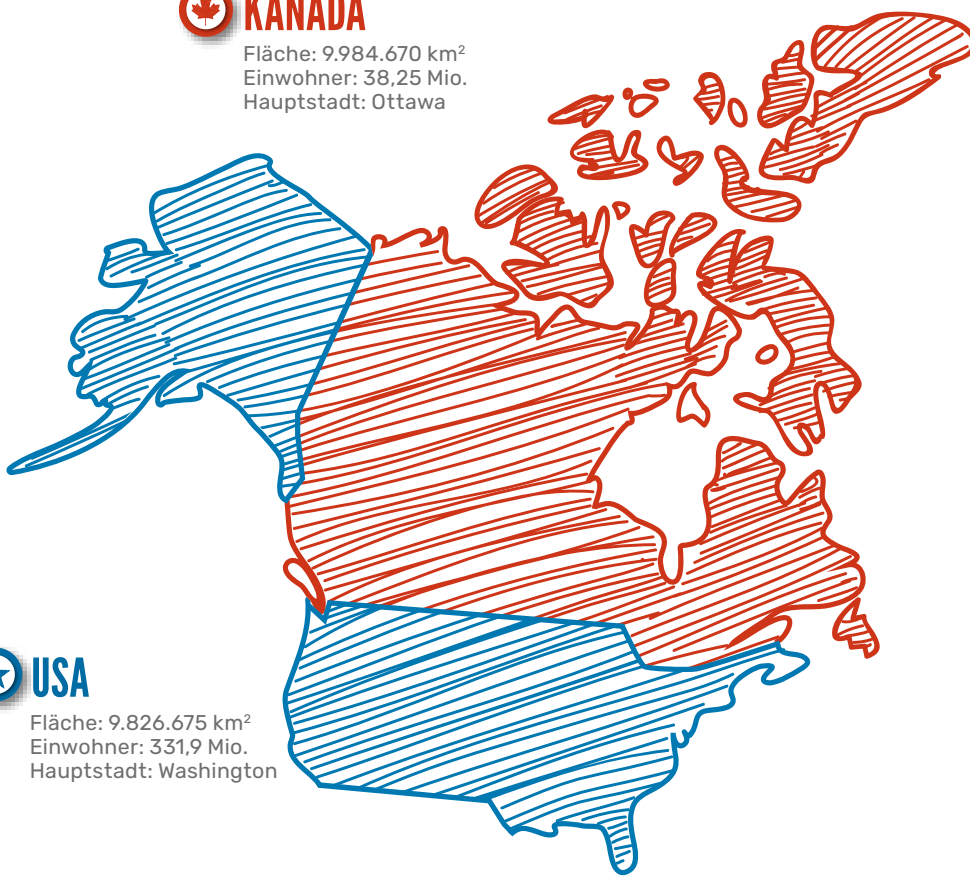 KANADA
Fläche: 9.984.670 km²
Einwohner: 38,25 Mio.
Hauptstadt: Ottawa
USA
Fläche: 9.826.675 km²
Einwohner: 331,9 Mio.
Hauptstadt: Washington